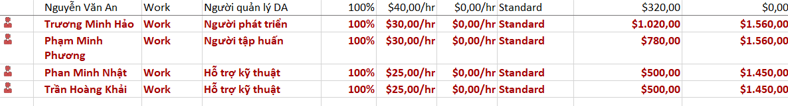 Nguyễn Văn An Work Người quản lý DA 100% $40,00/hr $0,00/hr Standard $320,00 $0,00
Trương Minh Hảo Work Người phát triển 100% $30,00/hr $0,00/hr Standard $1.020,00 $1.560,00
Phạm Minh Phương Work Người tập huấn 100% $30,00/hr $0,00/hr Standard $780,00 $1.560,00
Phan Minh Nhật Work Hỗ trợ kỹ thuật 100% $25,00/hr $0,00/hr Standard $500,00 $1.450,00
Trần Hoàng Khải Work Hỗ trợ kỹ thuật 100% $25,00/hr $0,00/hr Standard $500,00 $1.450,00